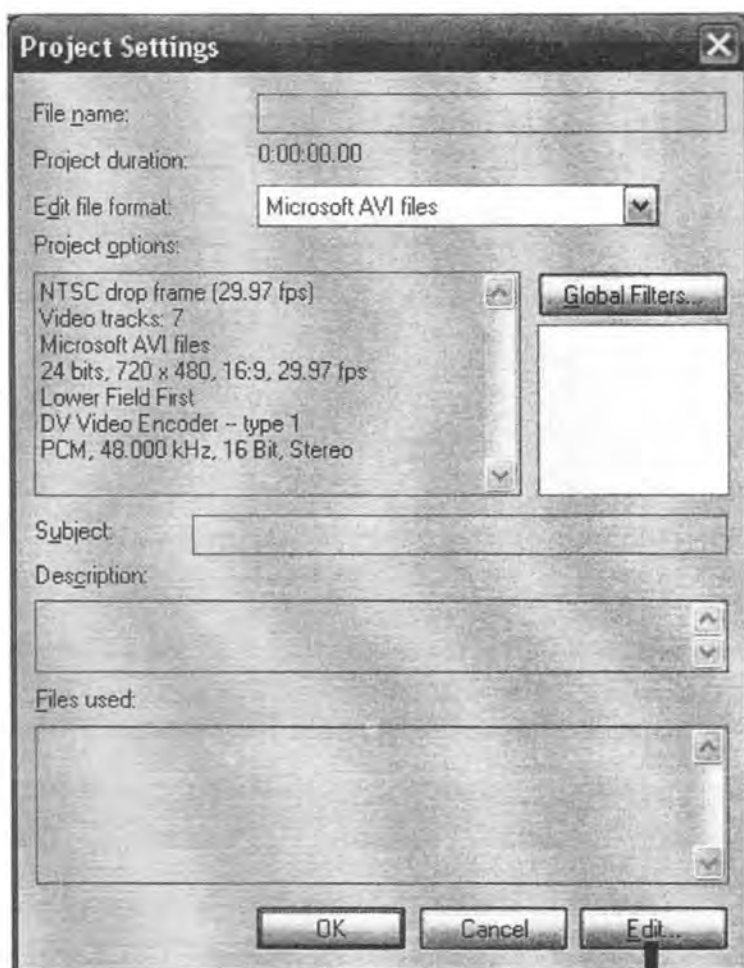 Project Settings
File name:
Project duration: 0:00:00.00
Edit file format: Microsoft AVI files
Project options:
NTSC drop frame (29.97 fps)
Video tracks: 7
Microsoft AVI files
24 bits, 720 x 480, 16:9, 29.97 fps
Lower Field First
DV Video Encoder -- type 1
PCM, 48.000 kHz, 16 Bit, Stereo
Global Filters...
Subject:
Description:
Files used:
OK Cancel Edit...